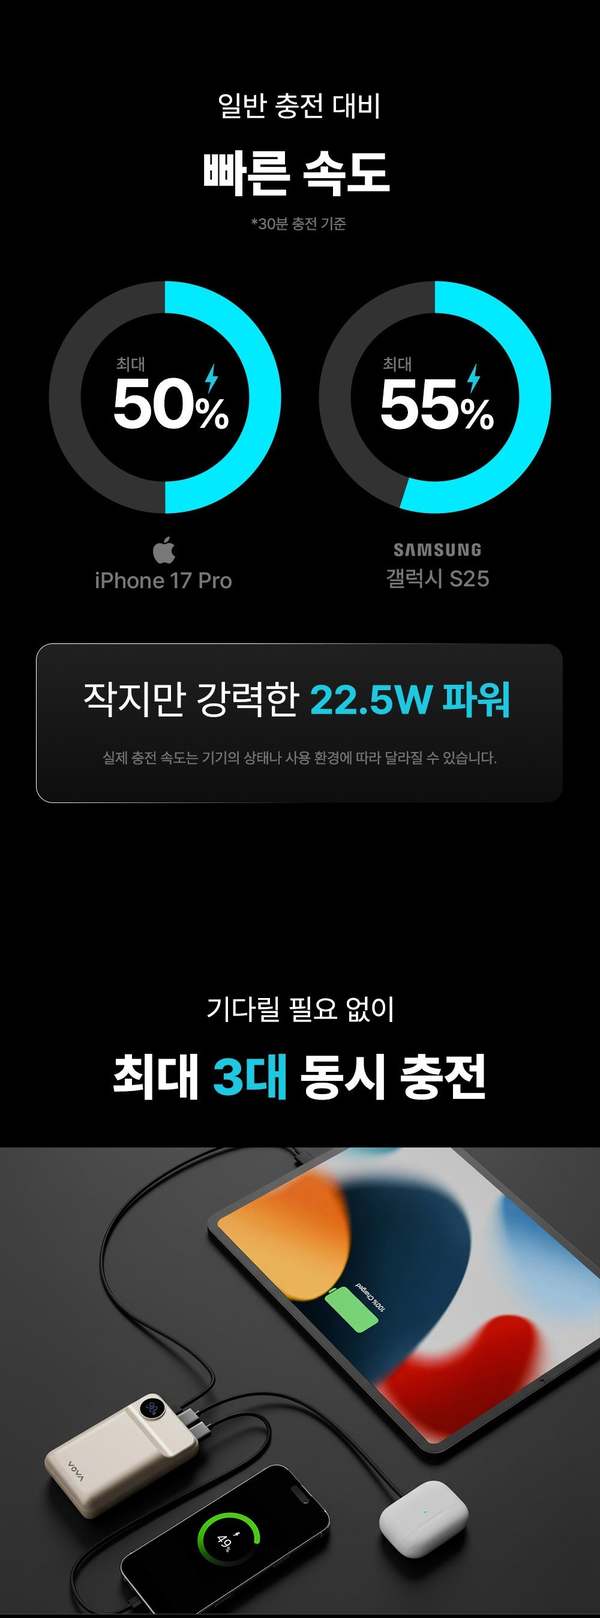 일반 충전 대비
빠른 속도
*30분 충전 기준
최대
50%
최대
55%
iPhone 17 Pro
SAMSUNG
갤럭시 S25
작지만 강력한 22.5W 파워
실제 충전 속도는 기기의 상태나 사용 환경에 따라 달라질 수 있습니다.
기다릴 필요 없이
최대 3대 동시 충전
100% Charged
VOVA
49%